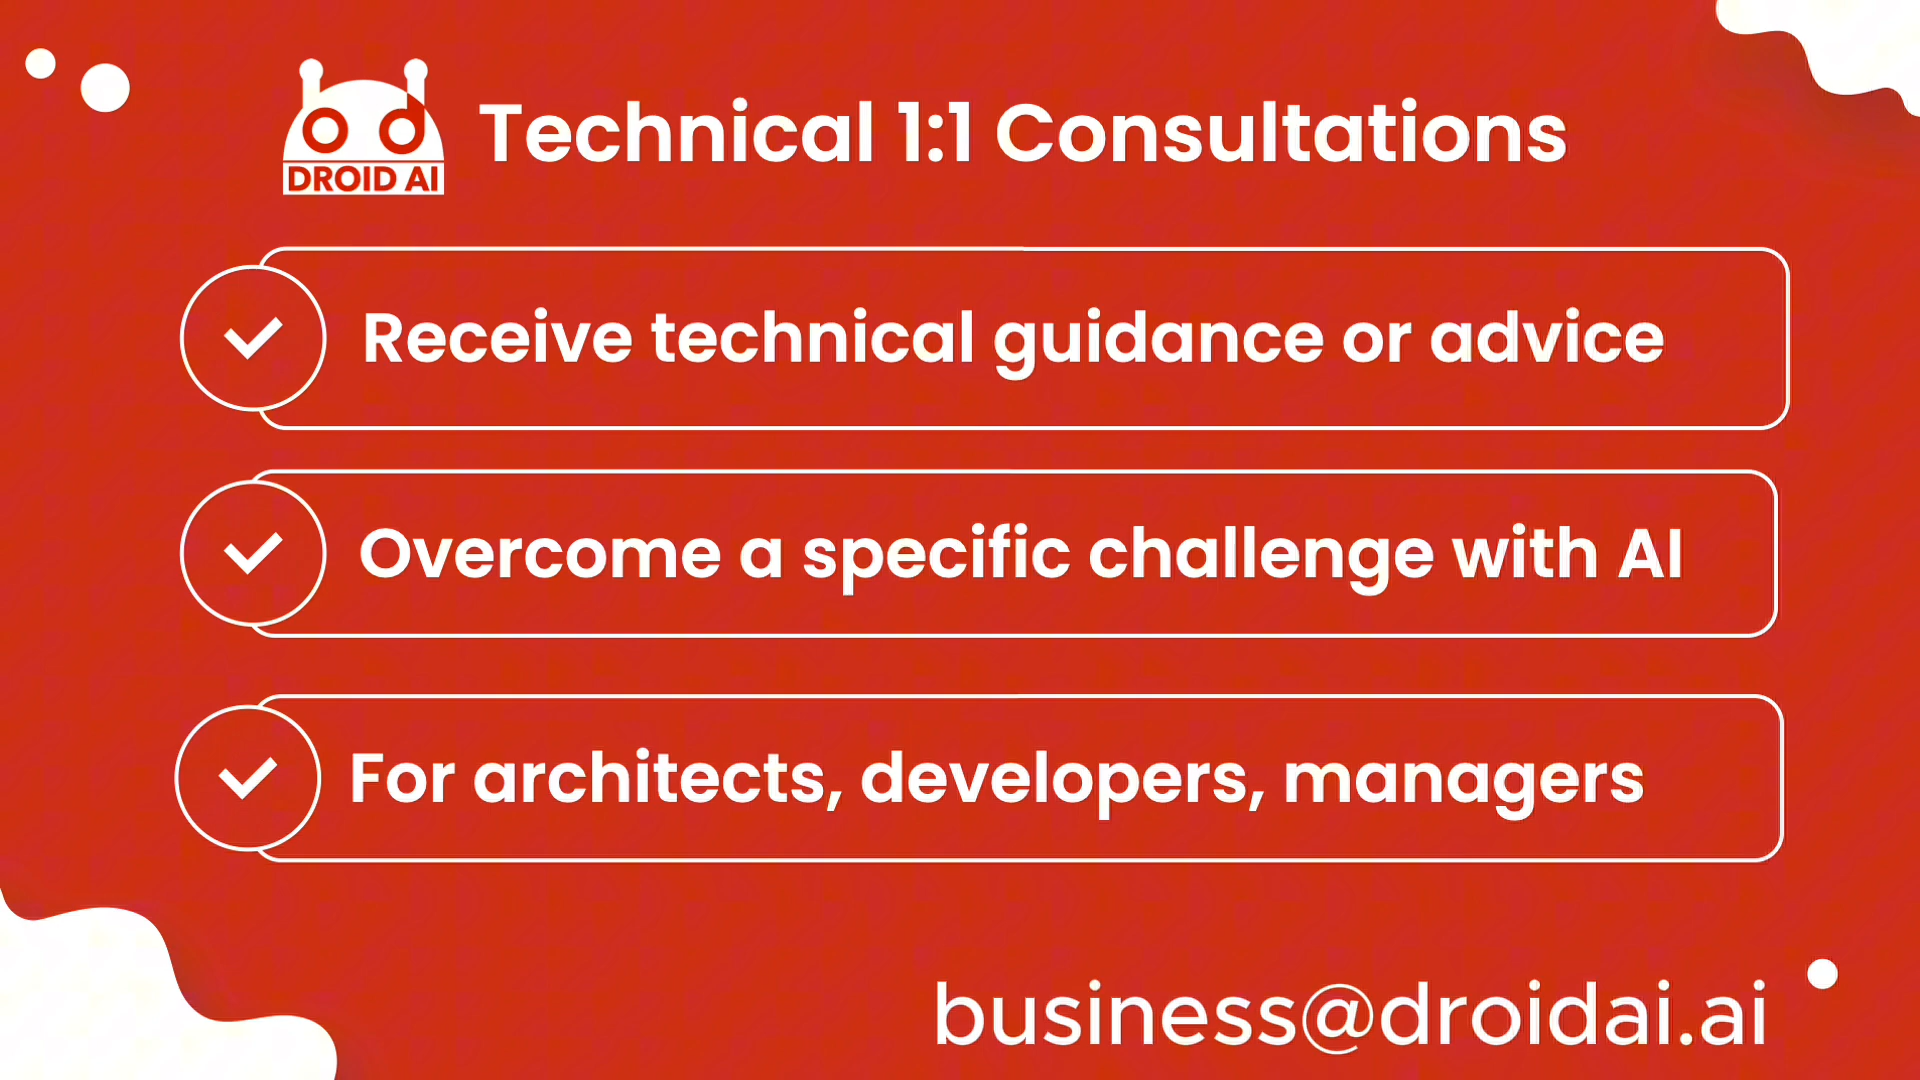 DROID AI
Technical 1:1 Consultations
Receive technical guidance or advice
Overcome a specific challenge with AI
For architects, developers, managers
business@droidai.ai